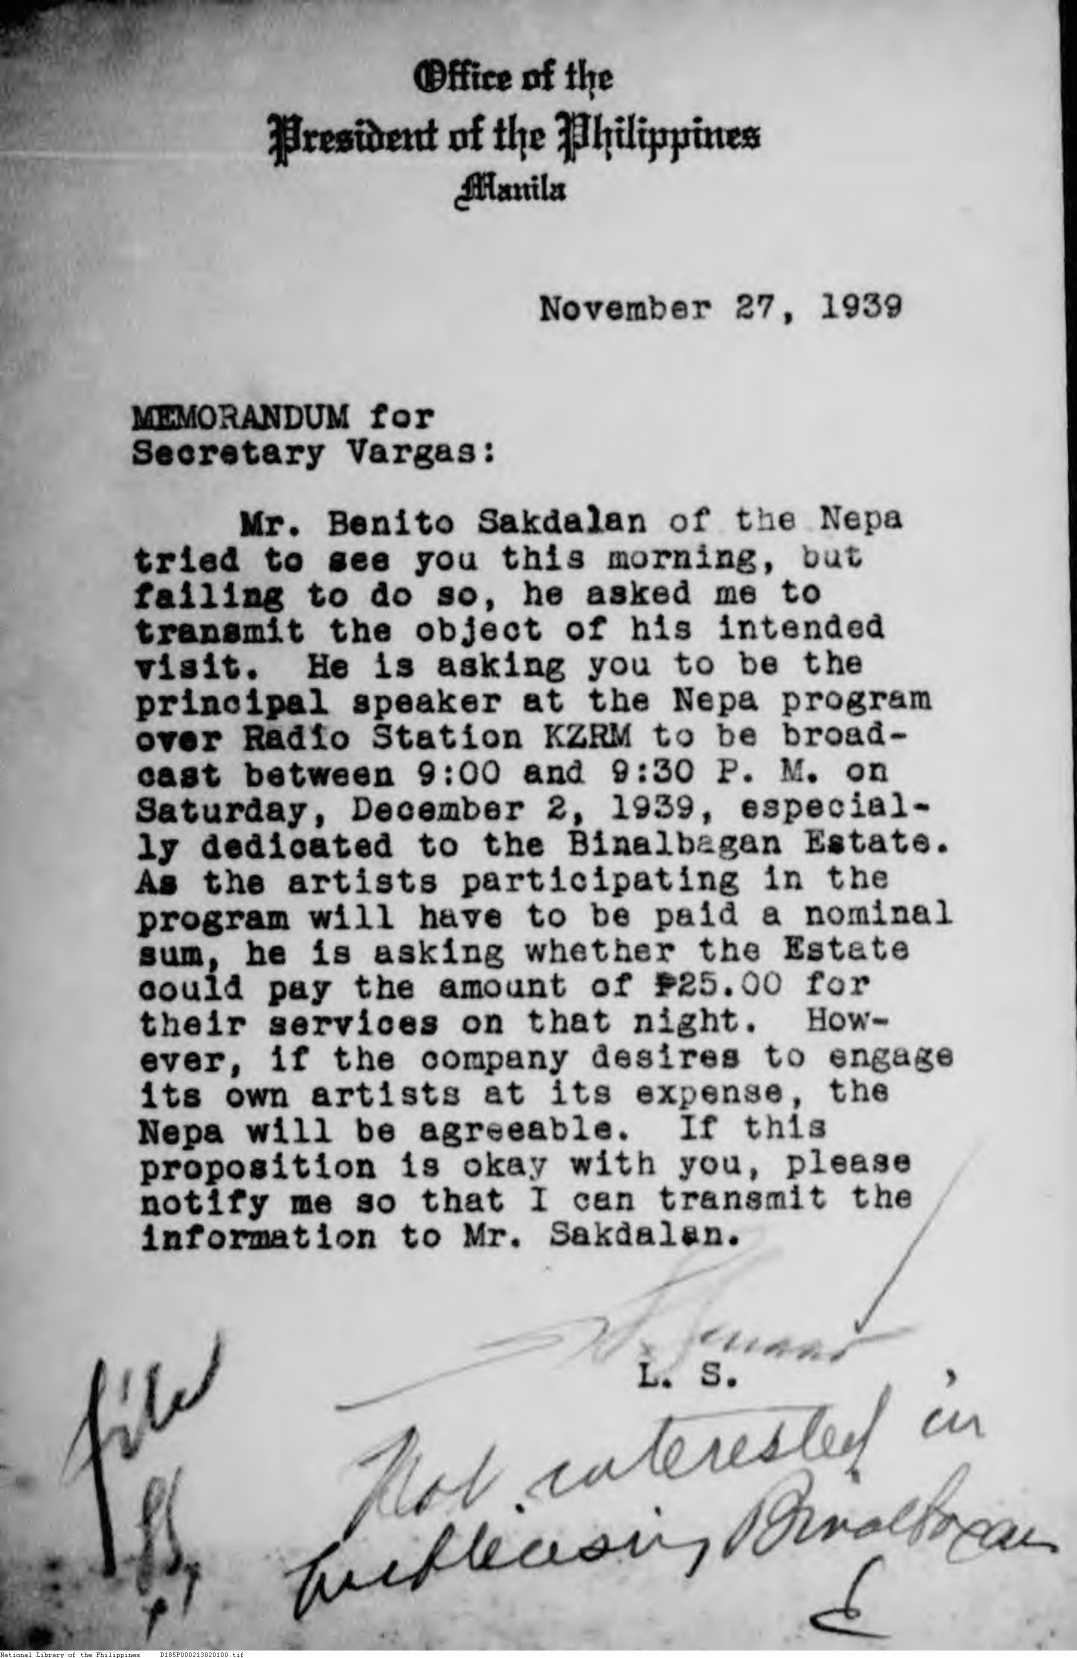 Office of the
President of the Philippines
Manila
November 27, 1939
MEMORANDUM for
Secretary Vargas:
Mr. Benito Sakdalan of the Nepa
tried to see you this morning, but
failing to do so, he asked me to
transmit the object of his intended
visit. He is asking you to be the
principal speaker at the Nepa program
over Radio Station KZRM to be broad-
cast between 9:00 and 9:30 P. M. on
Saturday, December 2, 1939, especial-
ly dedicated to the Binalbagan Estate.
As the artists participating in the
program will have to be paid a nominal
sum, he is asking whether the Estate
could pay the amount of ₱25.00 for
their services on that night. How-
ever, if the company desires to engage
its own artists at its expense, the
Nepa will be agreeable. If this
proposition is okay with you, please
notify me so that I can transmit the
information to Mr. Sakdalan.
L. S.
file
Not interested in
publicising Binalbagan
National Library of the Philippines D185P000213820100.tif